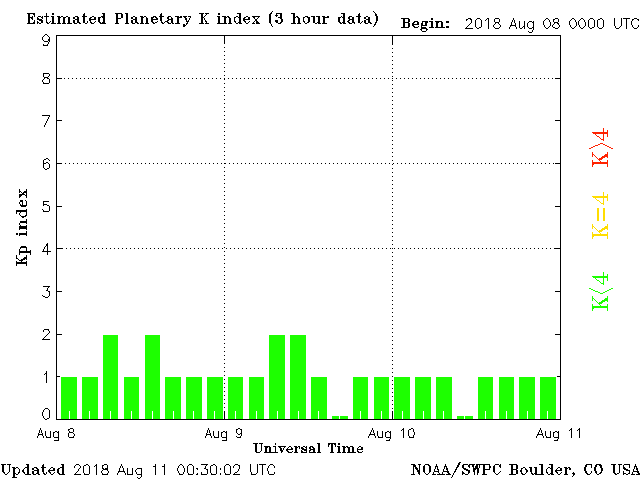 Estimated Planetary K index (3 hour data) Begin: 2018 Aug 08 0000 UTC
9
8
7
6
5
4
3
2
1
0
Kp index
K>4
K=4
K<4
Aug 8 Aug 9 Aug 10 Aug 11
Universal Time
Updated 2018 Aug 11 00:30:02 UTC NOAA/SWPC Boulder, CO USA